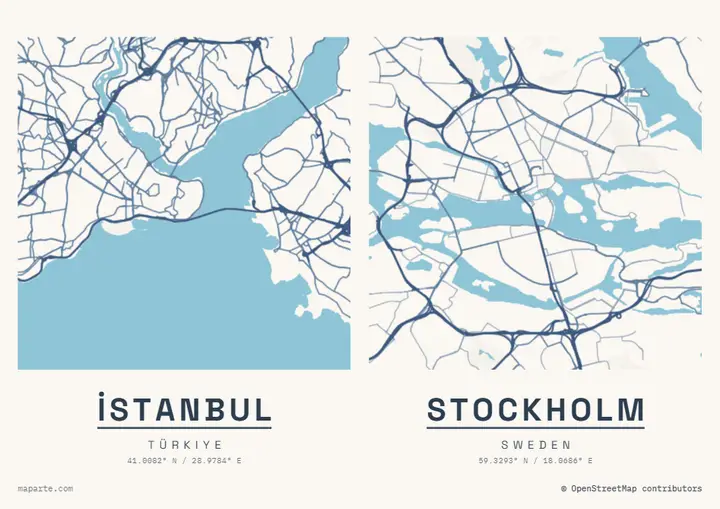 İSTANBUL
TÜRKIYE
41.0082° N / 28.9784° E
STOCKHOLM
SWEDEN
59.3293° N / 18.0686° E
maparte.com
© OpenStreetMap contributors